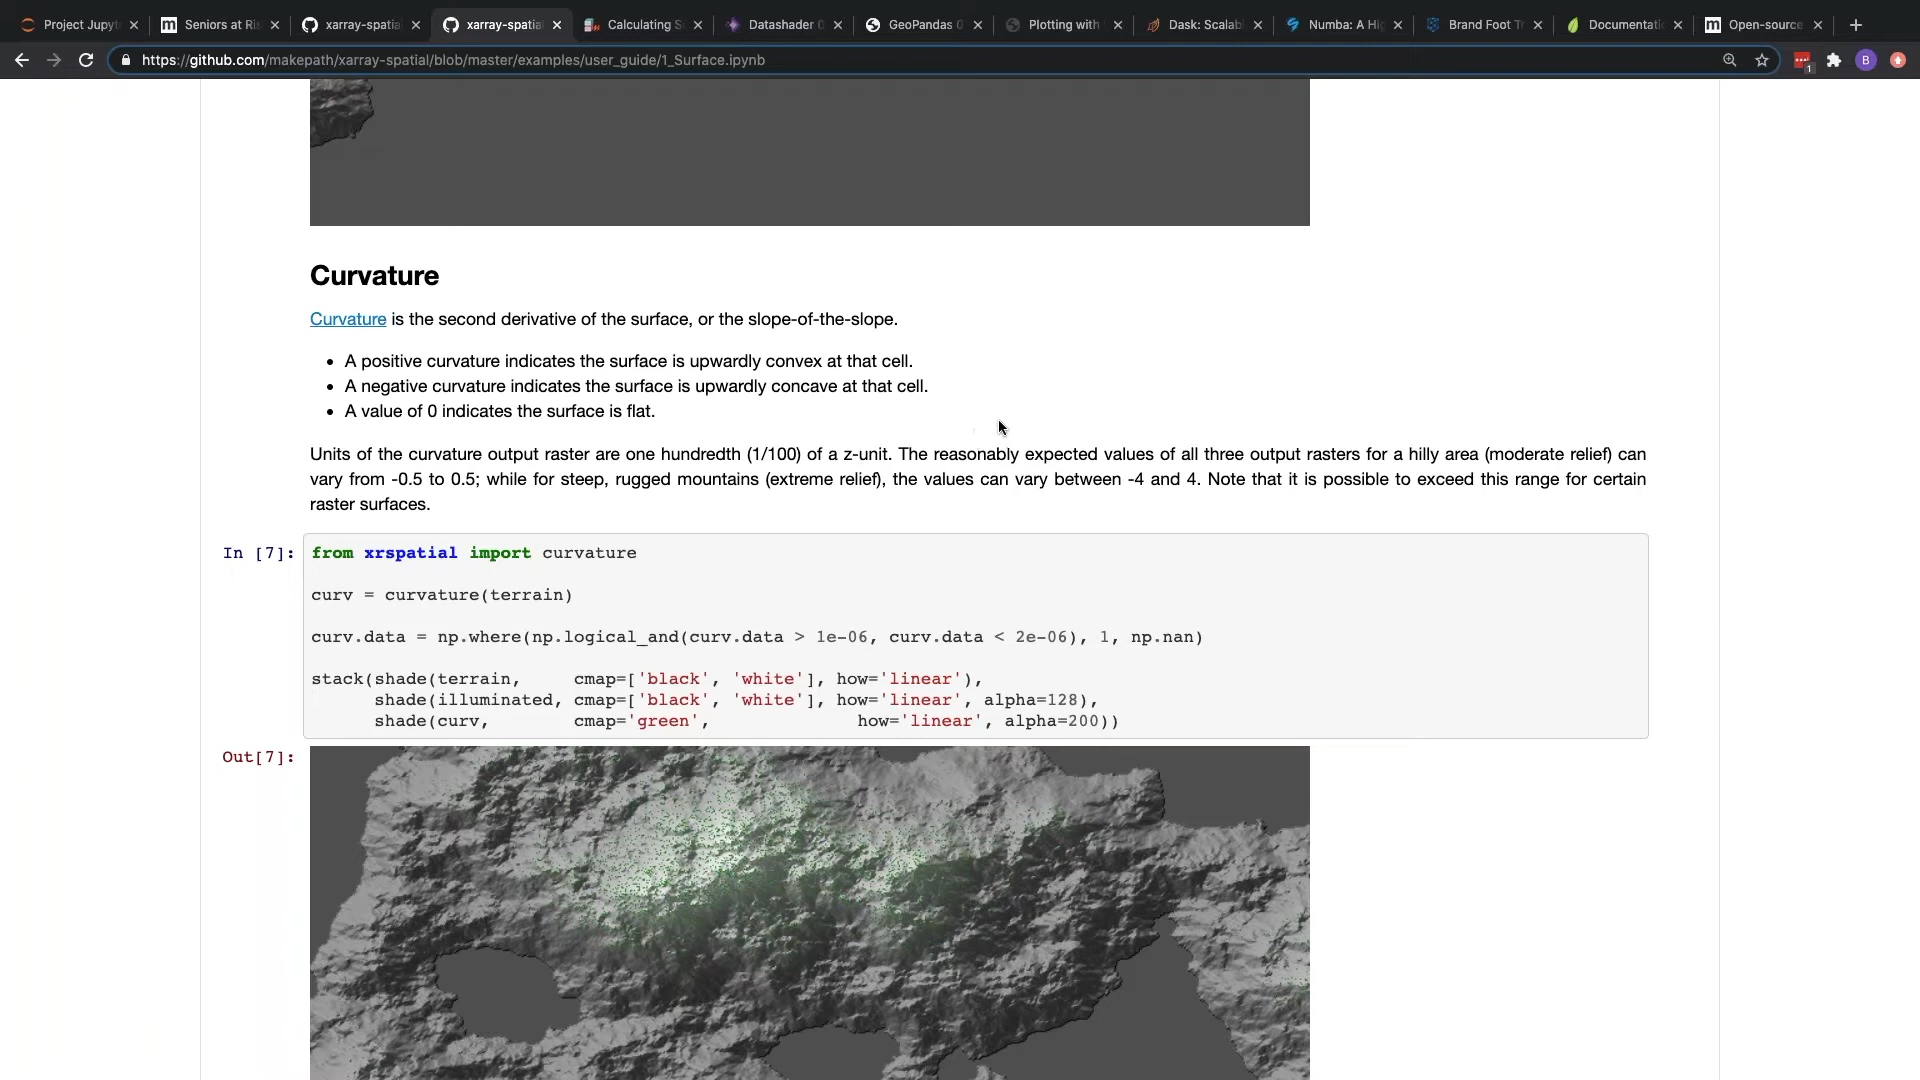 Project Jupyt
Seniors at Ri
xarray-spatia
xarray-spatia
Calculating S
Datashader
GeoPandas 0
Plotting with
Dask: Scalab
Numba: A Hi
Brand Foot T
Documentati
Open-source
https://github.com/makepath/xarray-spatial/blob/master/examples/user_guide/1_Surface.ipynb
1
B
Curvature
Curvature is the second derivative of the surface, or the slope-of-the-slope.
• A positive curvature indicates the surface is upwardly convex at that cell.
• A negative curvature indicates the surface is upwardly concave at that cell.
• A value of 0 indicates the surface is flat.
Units of the curvature output raster are one hundredth (1/100) of a z-unit. The reasonably expected values of all three output rasters for a hilly area (moderate relief) can
vary from -0.5 to 0.5; while for steep, rugged mountains (extreme relief), the values can vary between -4 and 4. Note that it is possible to exceed this range for certain
raster surfaces.
In [7]: from xrspatial import curvature
curv = curvature(terrain)
curv.data = np.where(np.logical_and(curv.data > 1e-06, curv.data < 2e-06), 1, np.nan)
stack(shade(terrain,     cmap=['black', 'white'], how='linear'),
shade(illuminated, cmap=['black', 'white'], how='linear', alpha=128),
shade(curv,        cmap='green',              how='linear', alpha=200))
Out[7]: